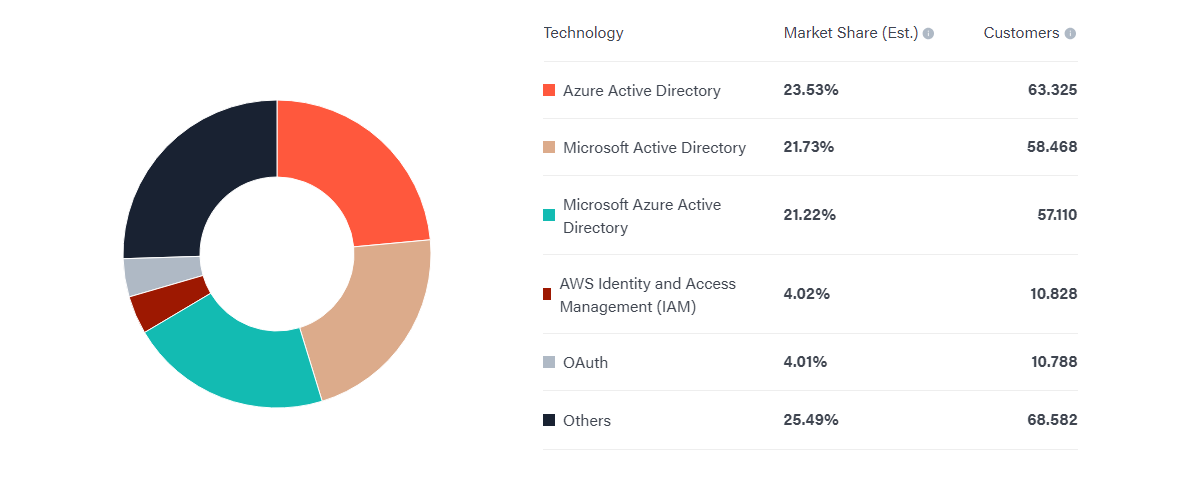 Technology Market Share (Est.) Customers
Azure Active Directory 23.53% 63.325
Microsoft Active Directory 21.73% 58.468
Microsoft Azure Active
Directory 21.22% 57.110
AWS Identity and Access
Management (IAM) 4.02% 10.828
OAuth 4.01% 10.788
Others 25.49% 68.582